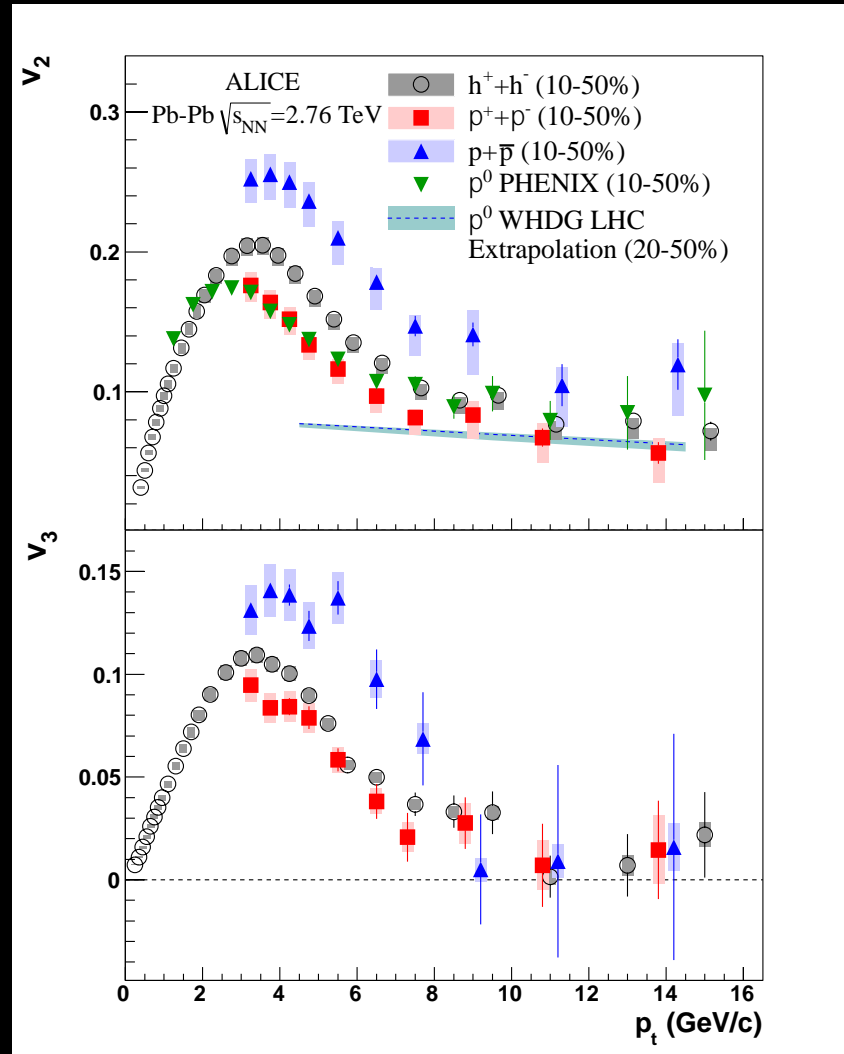 v2
ALICE
Pb-Pb √sNN=2.76 TeV
h++h- (10-50%)
p++p- (10-50%)
p+p̅ (10-50%)
p0 PHENIX (10-50%)
p0 WHDG LHC
Extrapolation (20-50%)
0.3
0.2
0.1
v3
0.15
0.1
0.05
0
0 2 4 6 8 10 12 14 16
pt (GeV/c)